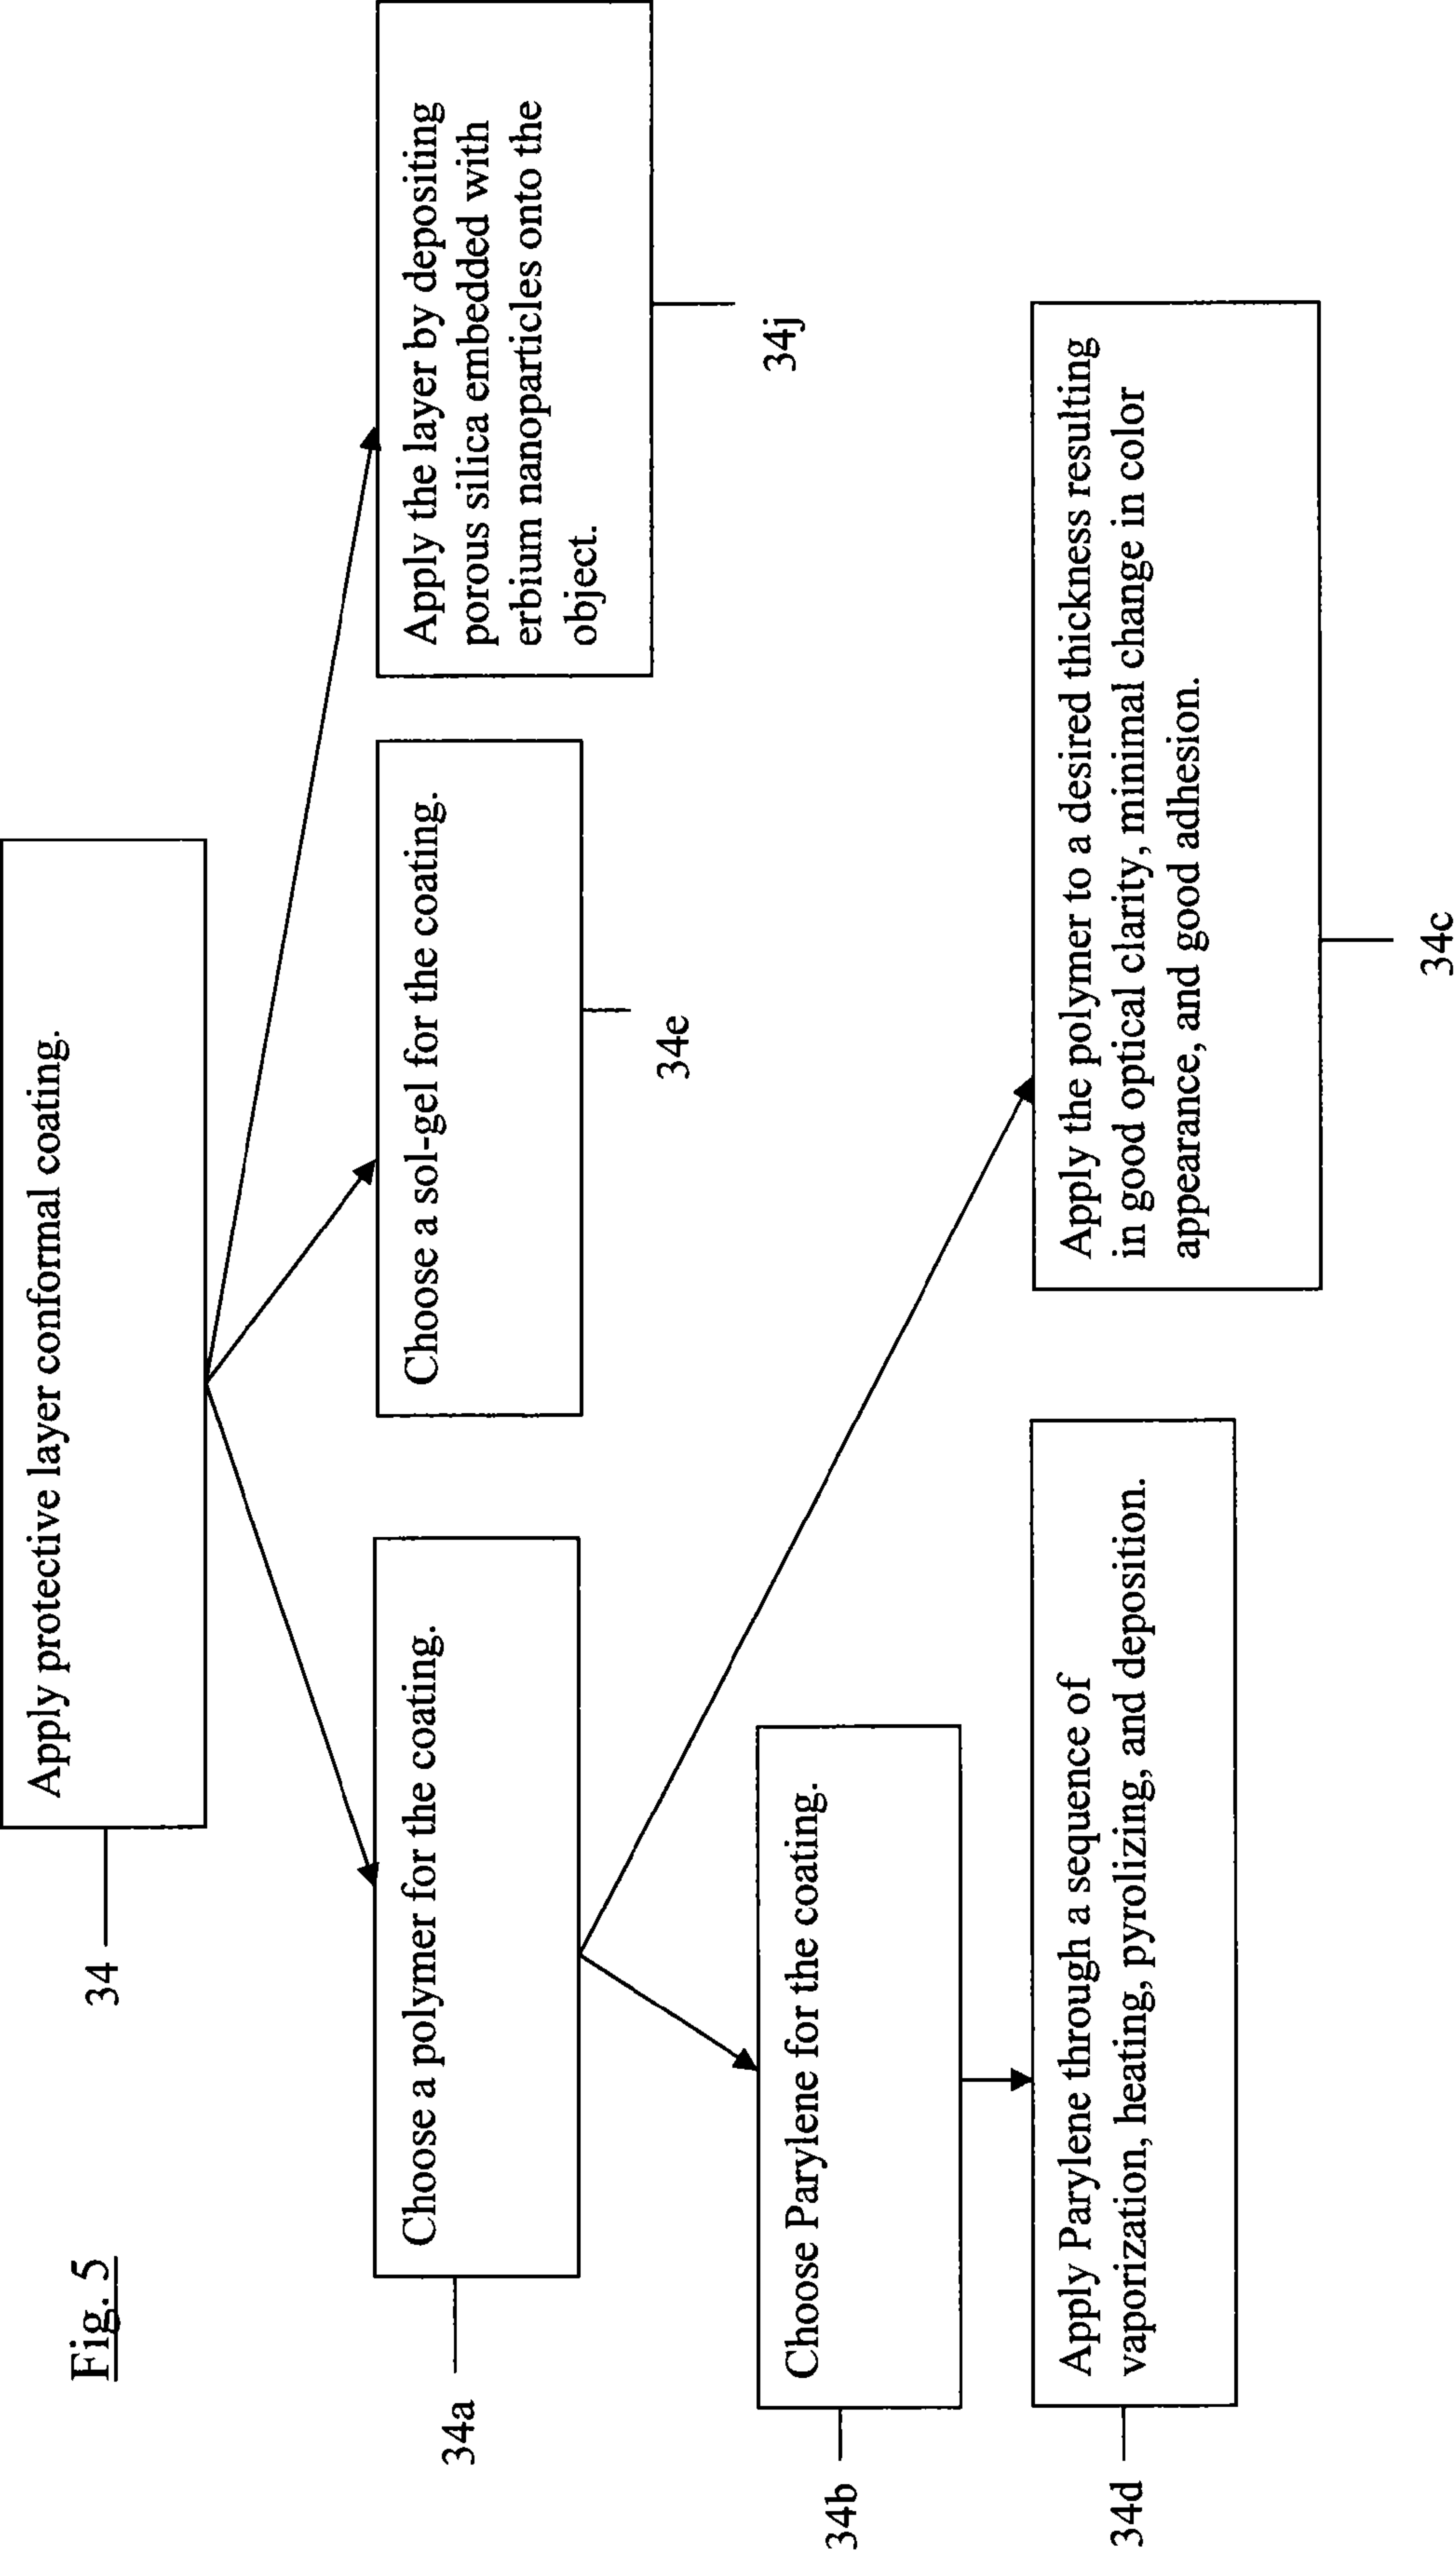 Fig. 5
34
Apply protective layer conformal coating.
34a
Choose a polymer for the coating.
Choose a sol-gel for the coating.
34e
Apply the layer by depositing
porous silica embedded with
erbium nanoparticles onto the
object.
34j
34b
Choose Parylene for the coating.
34d
Apply Parylene through a sequence of
vaporization, heating, pyrolizing, and deposition.
Apply the polymer to a desired thickness resulting
in good optical clarity, minimal change in color
appearance, and good adhesion.
34c